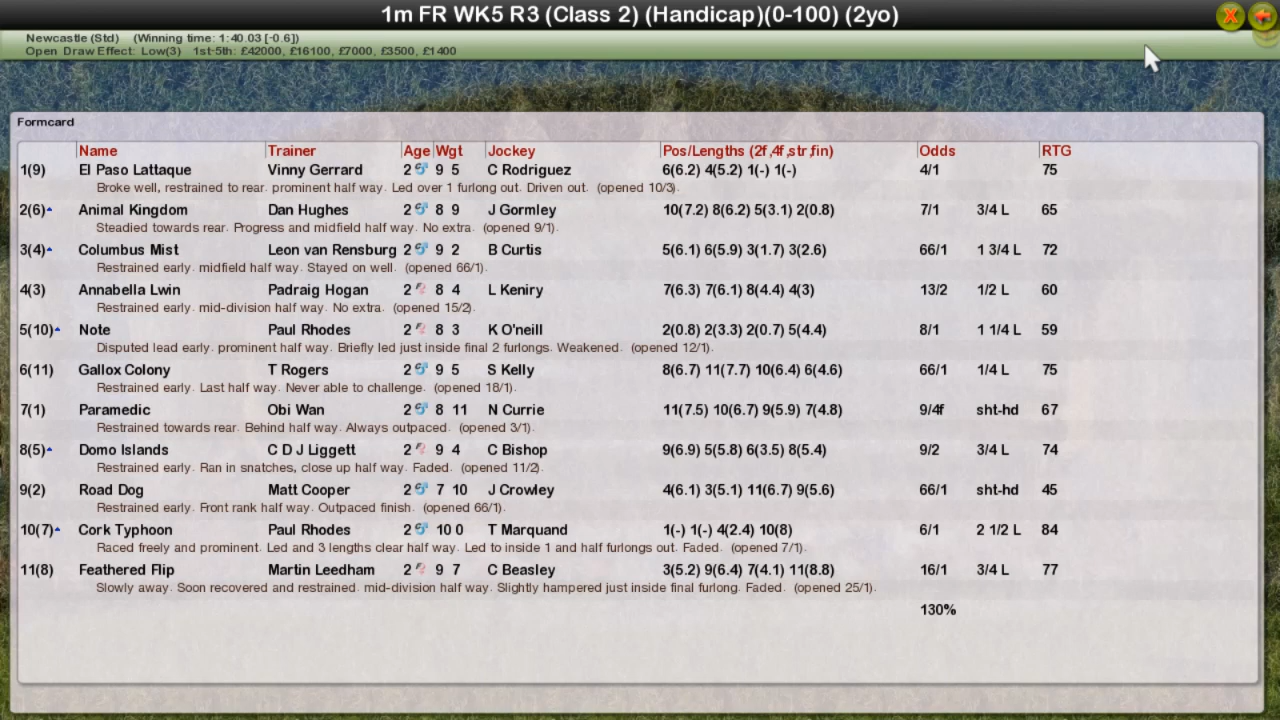 1m FR WK5 R3 (Class 2) (Handicap)(0-100) (2yo)
Newcastle (Std) (Winning time: 1:40.03 [-0.6])
Open Draw Effect: Low(3) 1st-5th: £42000, £16100, £7000, £3500, £1400
Formcard
Name Trainer Age Wgt Jockey Pos/Lengths (2f,4f,str,fin) Odds RTG
1(9) El Paso Lattaque Vinny Gerrard 2 9 5 C Rodriguez 6(6.2) 4(5.2) 1(-) 1(-) 4/1 75
Broke well, restrained to rear. prominent half way. Led over 1 furlong out. Driven out. (opened 10/3).
2(6) Animal Kingdom Dan Hughes 2 8 9 J Gormley 10(7.2) 8(6.2) 5(3.1) 2(0.8) 7/1 3/4 L 65
Steadied towards rear. Progress and midfield half way. No extra. (opened 9/1).
3(4) Columbus Mist Leon van Rensburg 2 9 2 B Curtis 5(6.1) 6(5.9) 3(1.7) 3(2.6) 66/1 1 3/4 L 72
Restrained early. midfield half way. Stayed on well. (opened 66/1).
4(3) Annabella Lwin Padraig Hogan 2 8 4 L Keniry 7(6.3) 7(6.1) 8(4.4) 4(3) 13/2 1/2 L 60
Restrained early. mid-division half way. No extra. (opened 15/2).
5(10) Note Paul Rhodes 2 8 3 K O'neill 2(0.8) 2(3.3) 2(0.7) 5(4.4) 8/1 1 1/4 L 59
Disputed lead early. prominent half way. Briefly led just inside final 2 furlongs. Weakened. (opened 12/1).
6(11) Gallox Colony T Rogers 2 9 5 S Kelly 8(6.7) 11(7.7) 10(6.4) 6(4.6) 66/1 1/4 L 75
Restrained early. Last half way. Never able to challenge. (opened 18/1).
7(1) Paramedic Obi Wan 2 8 11 N Currie 11(7.5) 10(6.7) 9(5.9) 7(4.8) 9/4f sht-hd 67
Restrained towards rear. Behind half way. Always outpaced. (opened 3/1).
8(5) Domo Islands C D J Liggett 2 9 4 C Bishop 9(6.9) 5(5.8) 6(3.5) 8(5.4) 9/2 3/4 L 74
Restrained early. Ran in snatches, close up half way. Faded. (opened 11/2).
9(2) Road Dog Matt Cooper 2 7 10 J Crowley 4(6.1) 3(5.1) 11(6.7) 9(5.6) 66/1 sht-hd 45
Restrained early. Front rank half way. Outpaced finish. (opened 66/1).
10(7) Cork Typhoon Paul Rhodes 2 10 0 T Marquand 1(-) 1(-) 4(2.4) 10(8) 6/1 2 1/2 L 84
Raced freely and prominent. Led and 3 lengths clear half way. Led to inside 1 and half furlongs out. Faded. (opened 7/1).
11(8) Feathered Flip Martin Leedham 2 9 7 C Beasley 3(5.2) 9(6.4) 7(4.1) 11(8.8) 16/1 3/4 L 77
Slowly away. Soon recovered and restrained. mid-division half way. Slightly hampered just inside final furlong. Faded. (opened 25/1).
130%